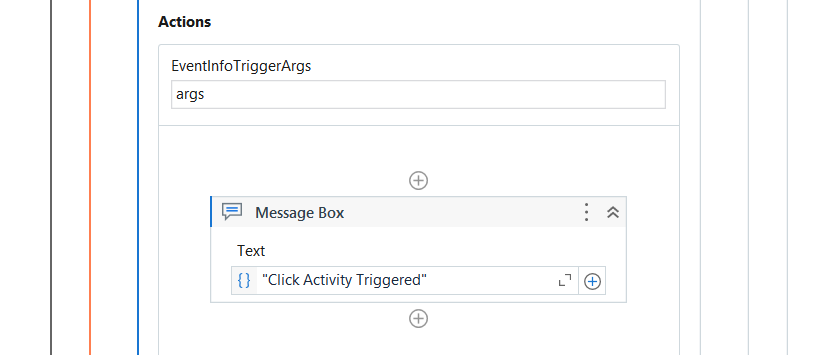 Actions
EventInfoTriggerArgs
args
Message Box
Text
{} "Click Activity Triggered"